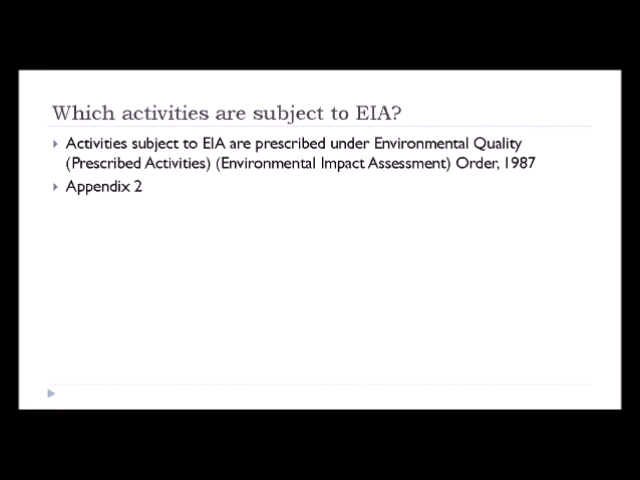 Which activities are subject to EIA?
Activities subject to EIA are prescribed under Environmental Quality
(Prescribed Activities) (Environmental Impact Assessment) Order, 1987
Appendix 2